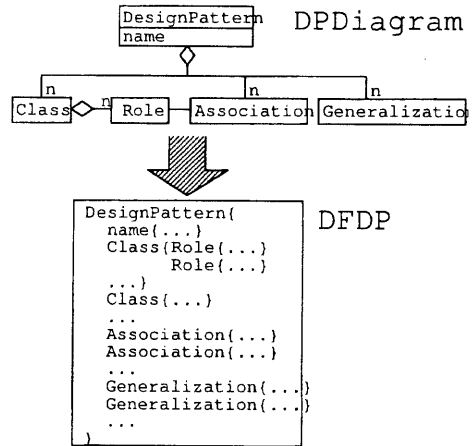 DesignPattern
name
DPDiagram
n
n
n
n
Class
Role
Association
Generalization
DFDP
DesignPattern{
name{...}
Class{Role{...}
Role{...}
...}
Class{...}
...
Association{...}
Association{...}
...
Generalization{...}
Generalization{...}
...
}